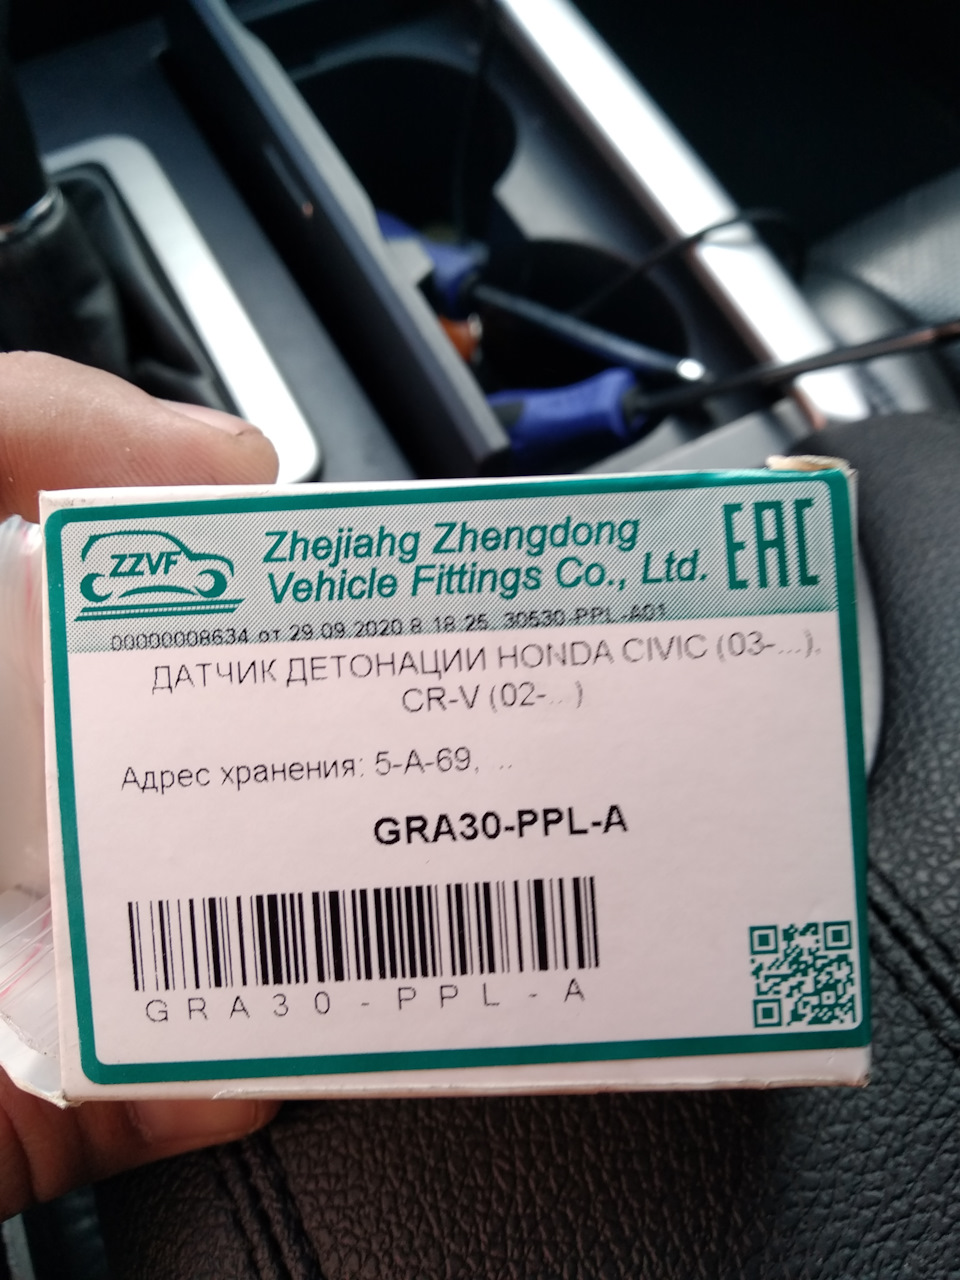 ZZVF
Zhejiahg Zhengdong
Vehicle Fittings Co., Ltd.
EAC
00000008634 от 29.09.2020 8 18 25, 30530-PPL-A01
ДАТЧИК ДЕТОНАЦИИ HONDA CIVIC (03-...),
CR-V (02-...)
Адрес хранения: 5-A-69, ..
GRA30-PPL-A
GRA30-PPL-A